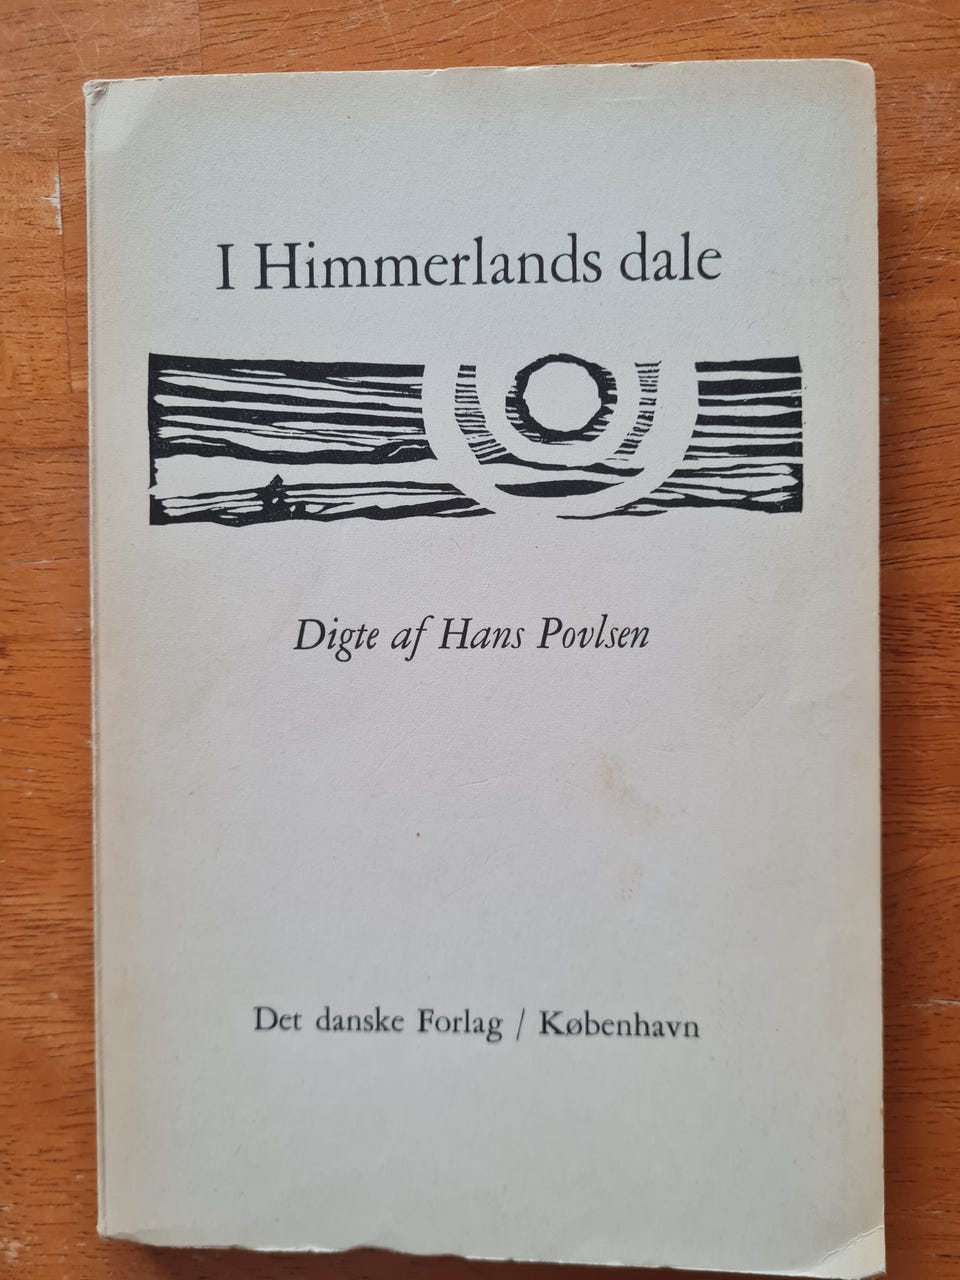 I Himmerlands dale
Digte af Hans Povlsen
Det danske Forlag / København